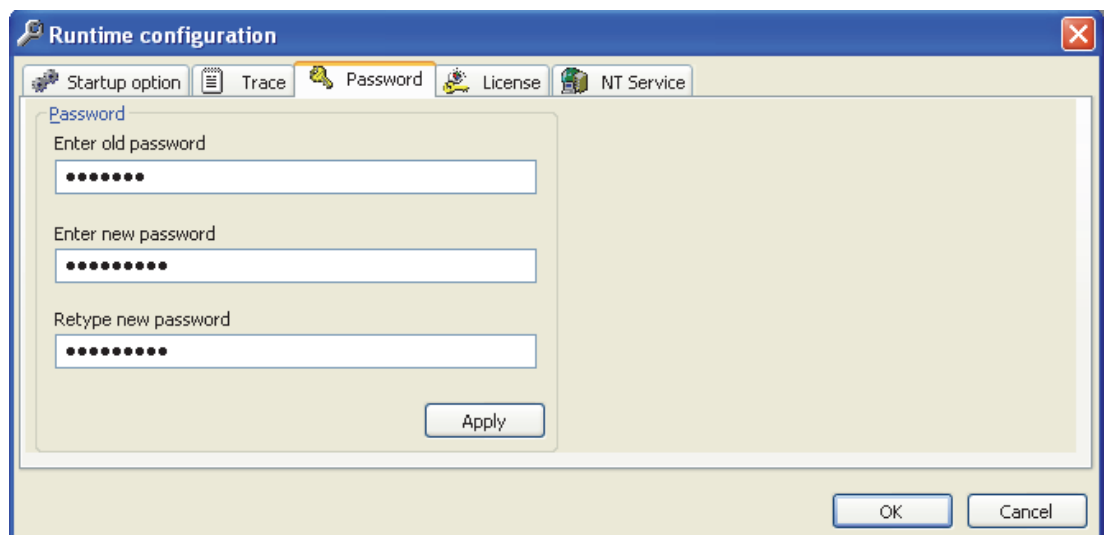 Runtime configuration
Startup option Trace Password License NT Service
Password
Enter old password
•••••••
Enter new password
•••••••••
Retype new password
•••••••••
Apply
OK Cancel